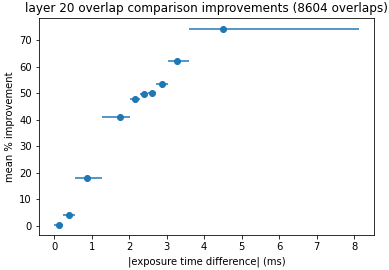 layer 20 overlap comparison improvements (8604 overlaps)
70
60
50
40
30
20
10
0
mean % improvement
0 1 2 3 4 5 6 7 8
|exposure time difference| (ms)